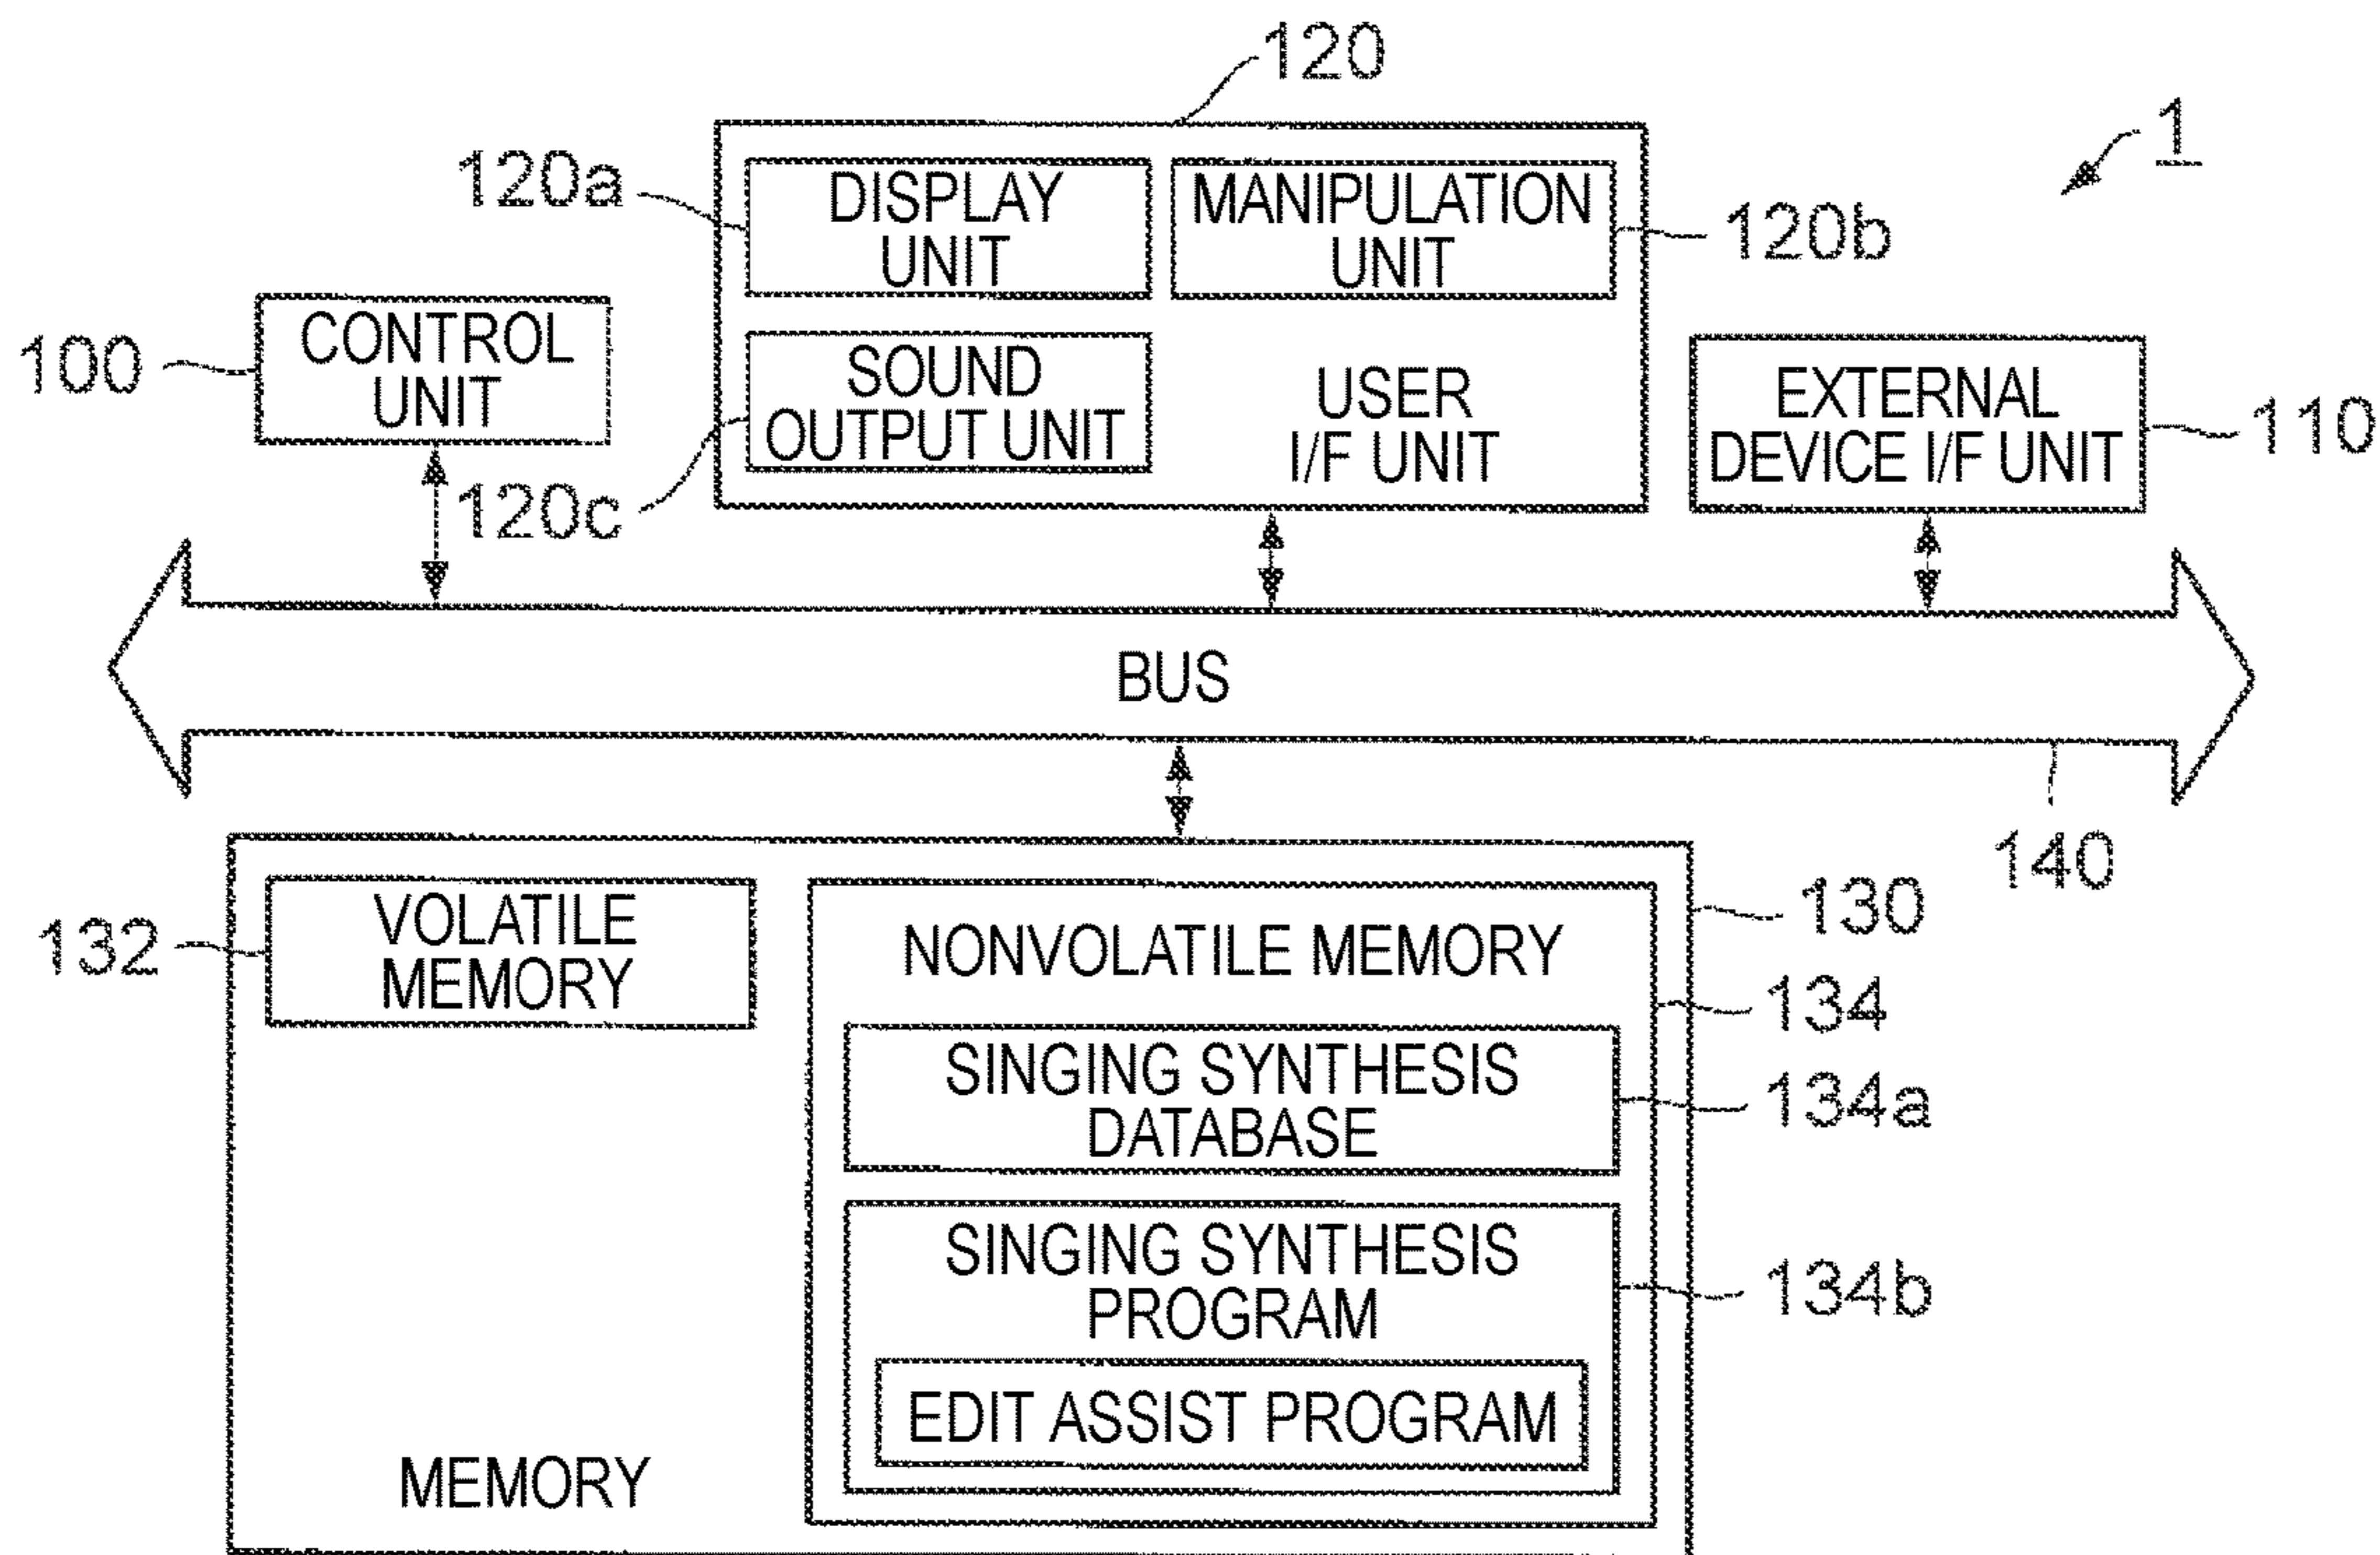 120
1
120a
DISPLAY
UNIT
MANIPULATION
UNIT
120b
100
CONTROL
UNIT
SOUND
OUTPUT UNIT
120c
USER
I/F UNIT
EXTERNAL
DEVICE I/F UNIT
110
BUS
140
132
VOLATILE
MEMORY
NONVOLATILE MEMORY
130
134
SINGING SYNTHESIS
DATABASE
134a
SINGING SYNTHESIS
PROGRAM
134b
EDIT ASSIST PROGRAM
MEMORY